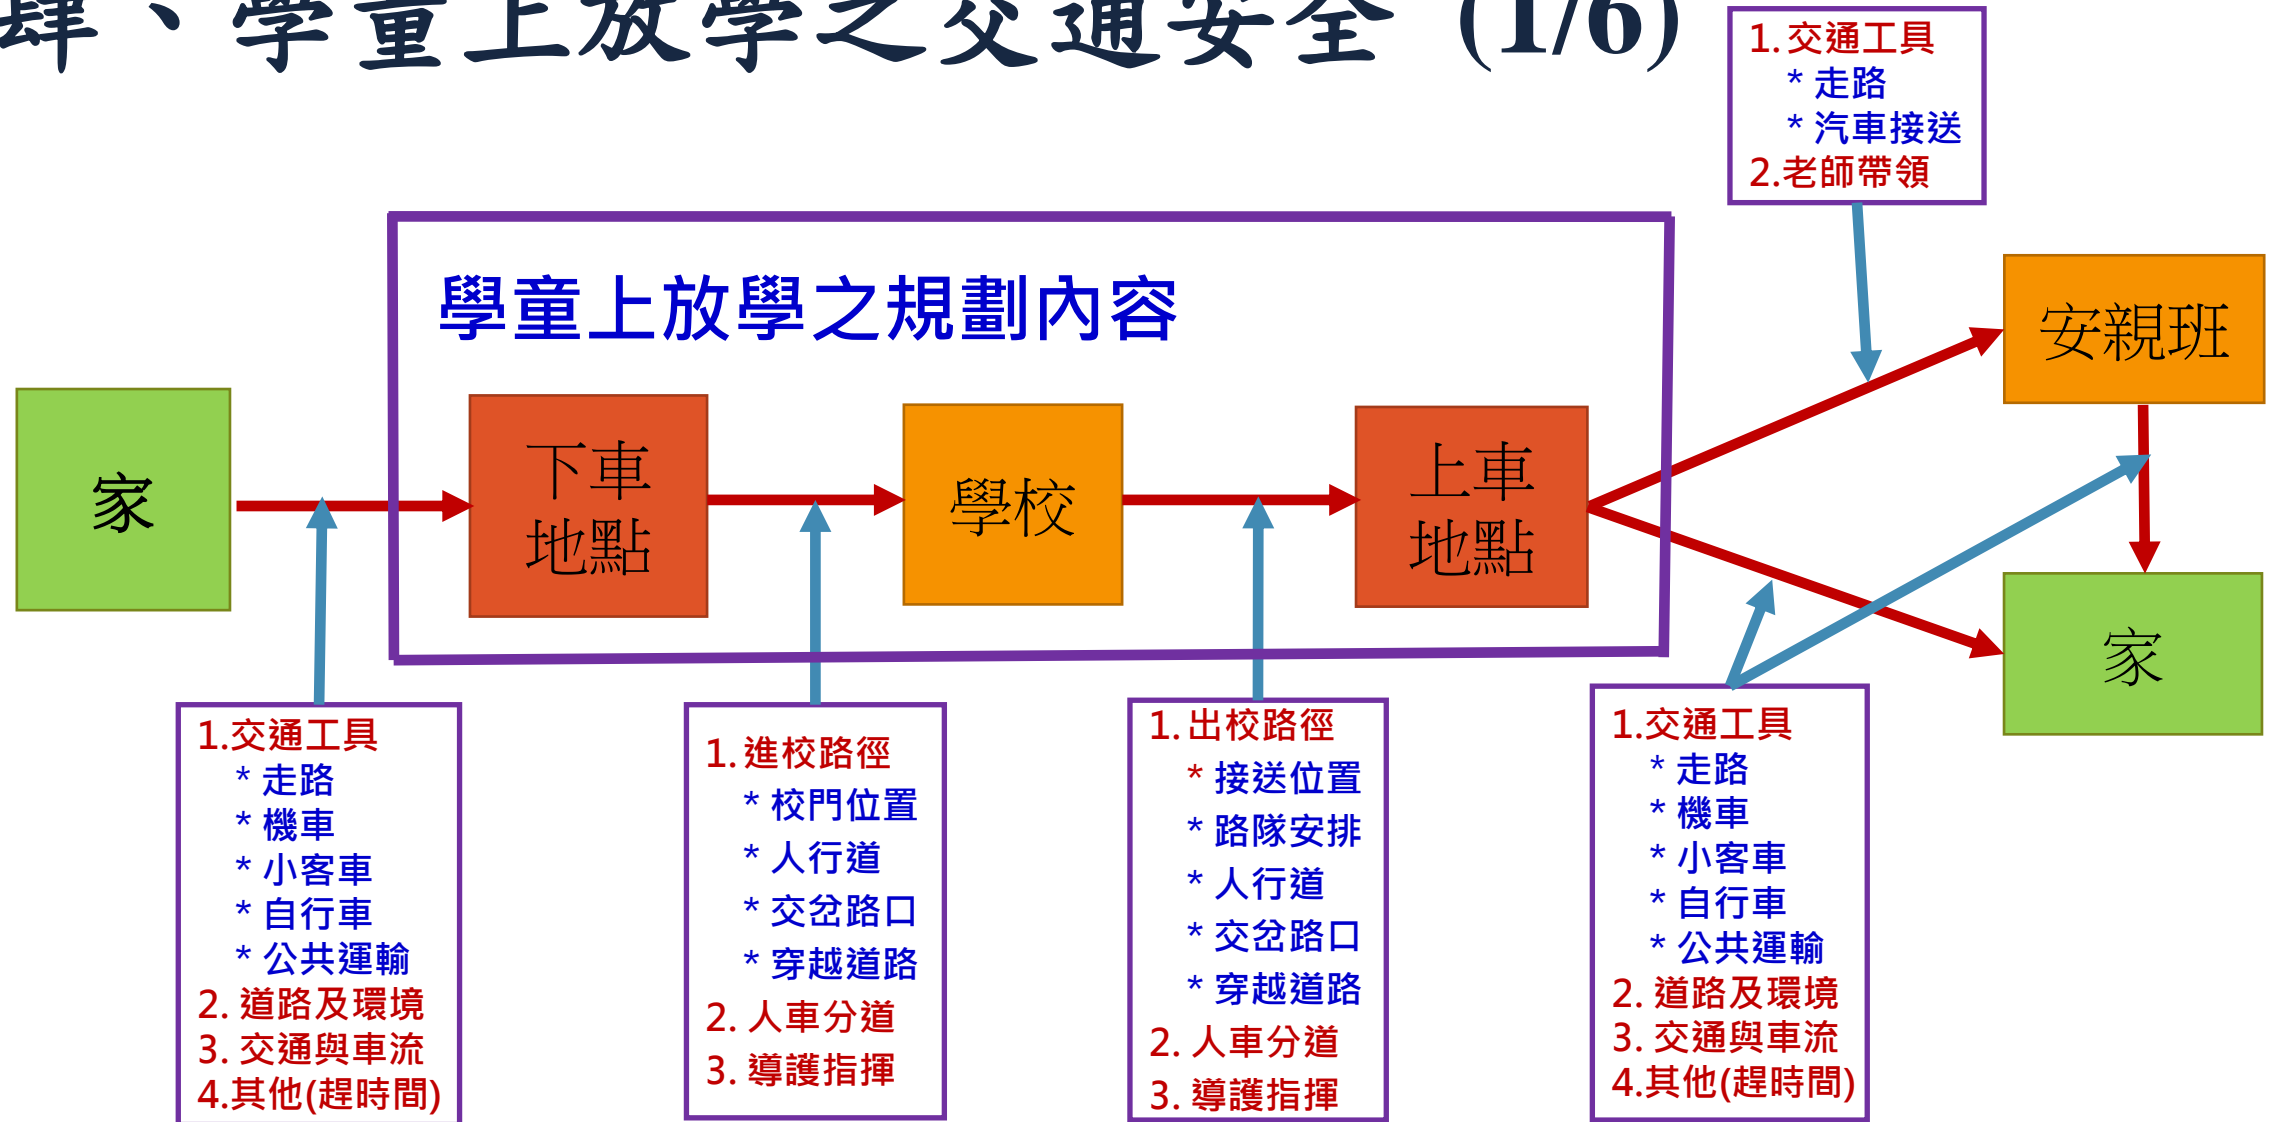 肆、學童上放學之交通安全 (1/6)
1. 交通工具
* 走路
* 汽車接送
2.老師帶領
學童上放學之規劃內容
家
下車
地點
學校
上車
地點
安親班
家
1.交通工具
* 走路
* 機車
* 小客車
* 自行車
* 公共運輸
2. 道路及環境
3. 交通與車流
4.其他(趕時間)
1. 進校路徑
* 校門位置
* 人行道
* 交岔路口
* 穿越道路
2. 人車分道
3. 導護指揮
1. 出校路徑
* 接送位置
* 路隊安排
* 人行道
* 交岔路口
* 穿越道路
2. 人車分道
3. 導護指揮
1.交通工具
* 走路
* 機車
* 小客車
* 自行車
* 公共運輸
2. 道路及環境
3. 交通與車流
4.其他(趕時間)